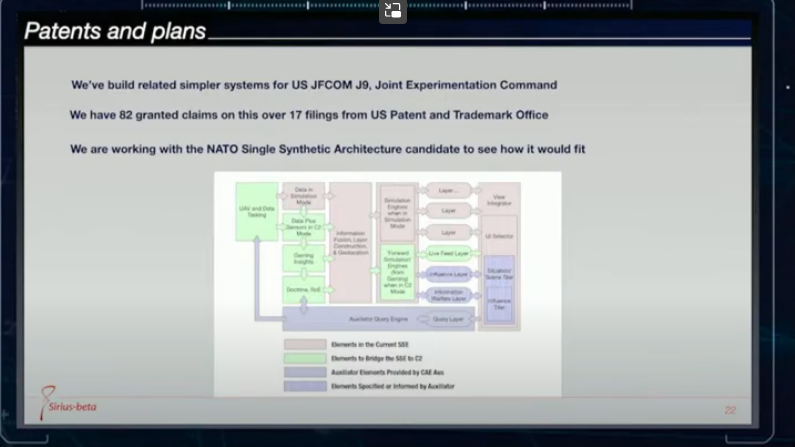 Patents and plans
We've build related simpler systems for US JFCOM J9, Joint Experimentation Command
We have 82 granted claims on this over 17 filings from US Patent and Trademark Office
We are working with the NATO Single Synthetic Architecture candidate to see how it would fit
UAV and Data
Tasking
Data in
Simulation
Mode
Data Plus
Sensors in C2
Mode
Gaming
Insights
Doctrine, RoE
Information
Fusion, Layer
Construction,
& Geolocation
Simulation
Engines
when in
Simulation
Mode
Forward
Simulation
Engines
(from
Gaming)
when in C2
Mode
Layer...
Layer
Layer
Live Feed Layer
Influence Layer
Information
Warfare Layer
Query Layer
View
Integrator
UI Selector
Situation/
Scene Tiler
Influence
Tiler
Auxiliator Query Engine
Elements in the Current SSE
Elements to Bridge the SSE to C2
Auxiliator Elements Provided by CAE Aus
Elements Specified or Informed by Auxiliator
Sirius-beta
22